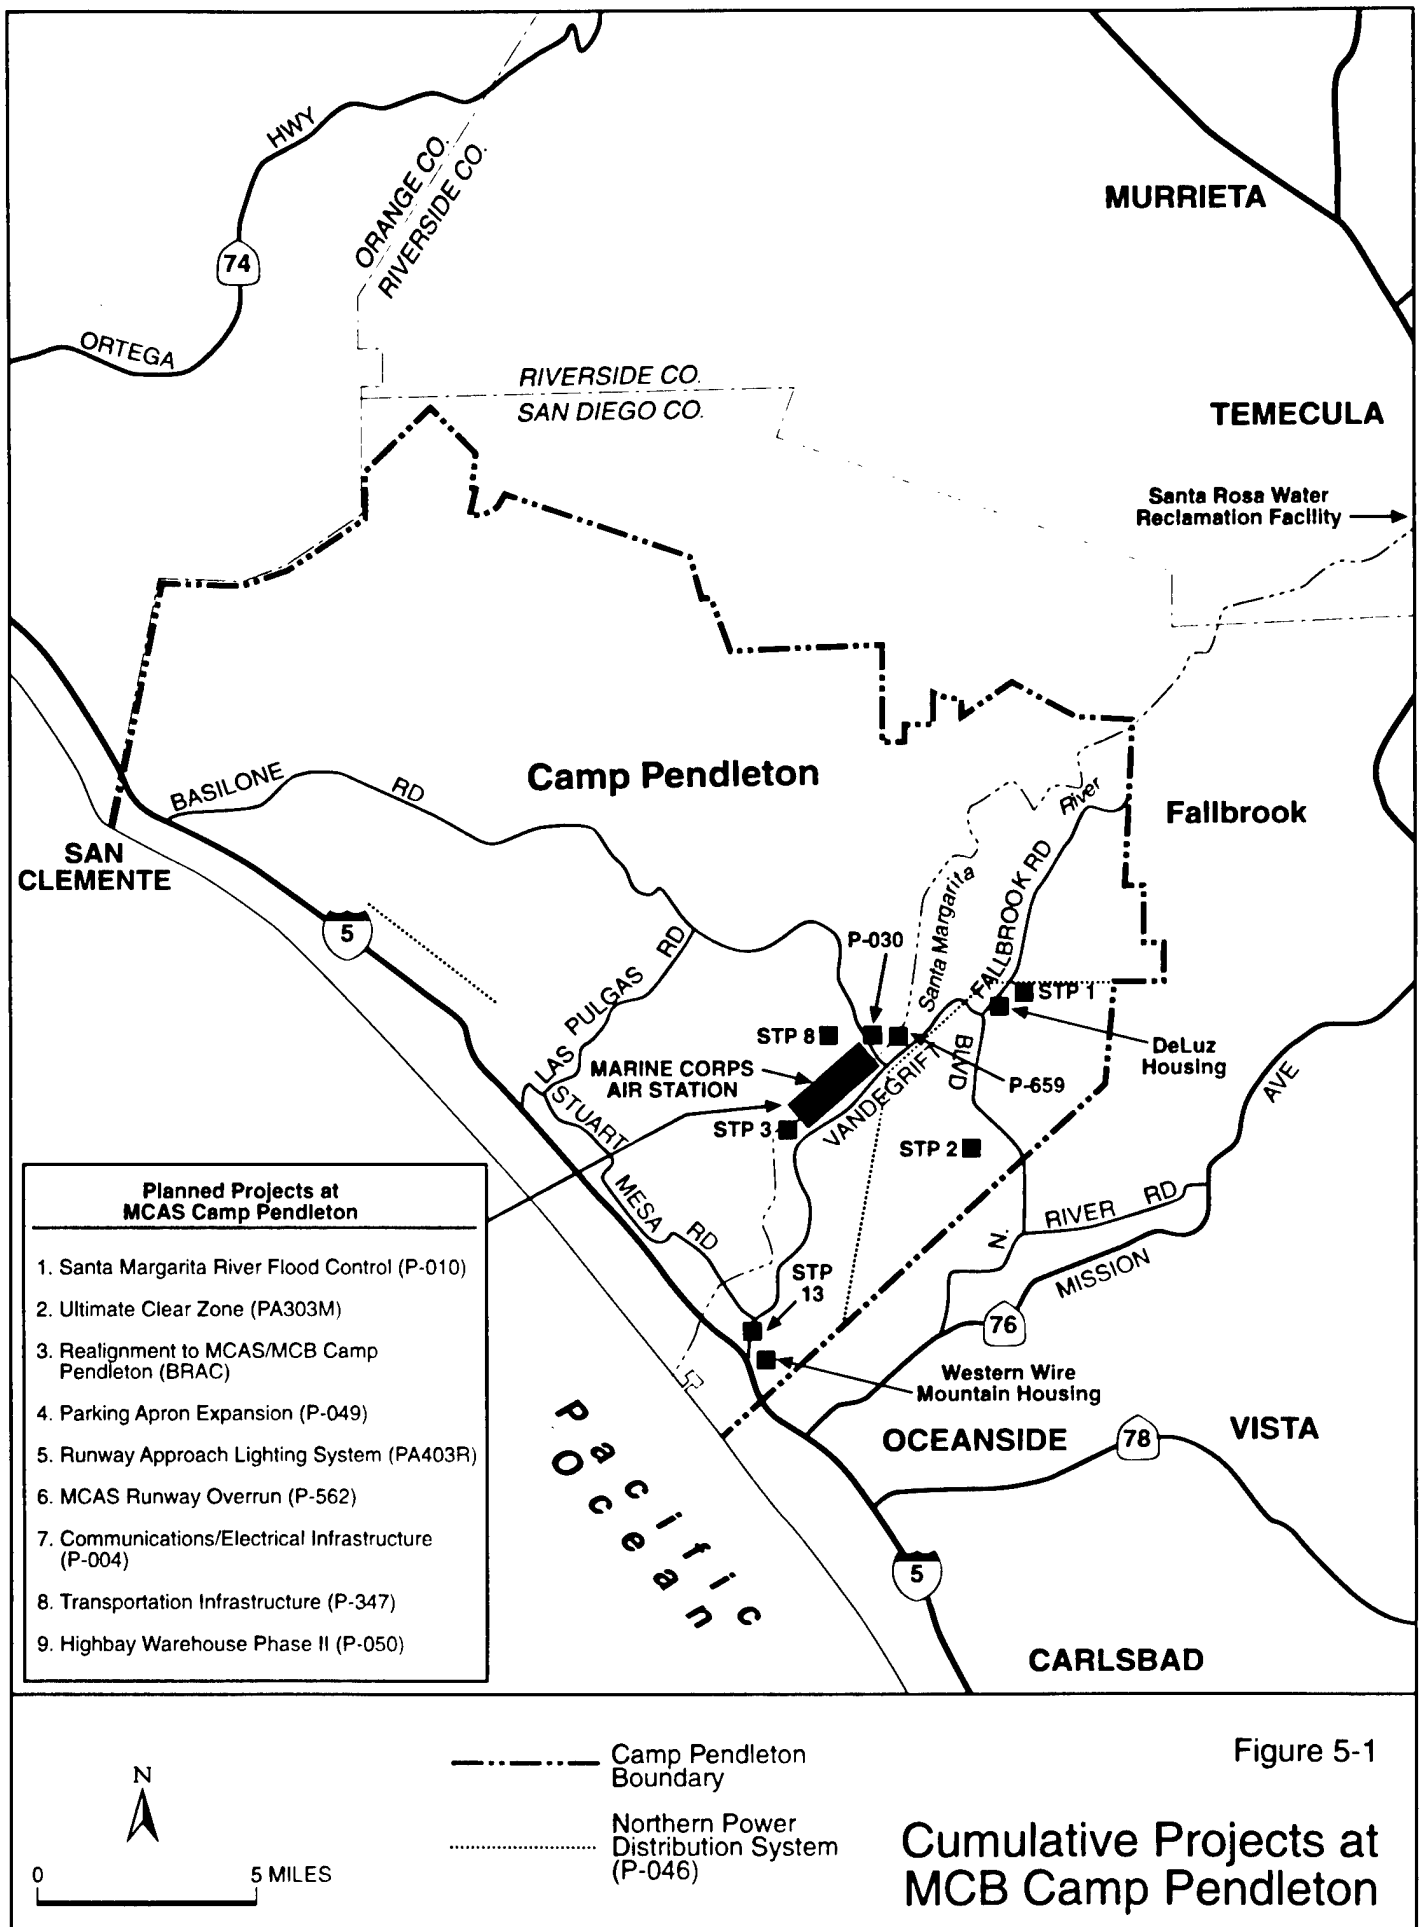 HWY
ORANGE CO.
RIVERSIDE CO.
MURRIETA
74
ORTEGA
RIVERSIDE CO.
SAN DIEGO CO.
TEMECULA
Santa Rosa Water
Reclamation Facility
Camp Pendleton
BASILONE RD
River
Fallbrook
SAN
CLEMENTE
5
Santa Margarita
FALLBROOK RD
P-030
LAS PULGAS RD
STP 1
STP 8
DeLuz
Housing
MARINE CORPS
AIR STATION
VANDEGRIFT BLVD
P-659
AVE
STUART
STP 3
STP 2
MESA RD
N.
RIVER RD
MISSION
STP
13
76
Western Wire
Mountain Housing
OCEANSIDE
78
VISTA
Pacific
Ocean
5
CARLSBAD
Planned Projects at
MCAS Camp Pendleton
1. Santa Margarita River Flood Control (P-010)
2. Ultimate Clear Zone (PA303M)
3. Realignment to MCAS/MCB Camp
Pendleton (BRAC)
4. Parking Apron Expansion (P-049)
5. Runway Approach Lighting System (PA403R)
6. MCAS Runway Overrun (P-562)
7. Communications/Electrical Infrastructure
(P-004)
8. Transportation Infrastructure (P-347)
9. Highbay Warehouse Phase II (P-050)
N
0 5 MILES
Camp Pendleton
Boundary
Northern Power
Distribution System
(P-046)
Figure 5-1
Cumulative Projects at
MCB Camp Pendleton